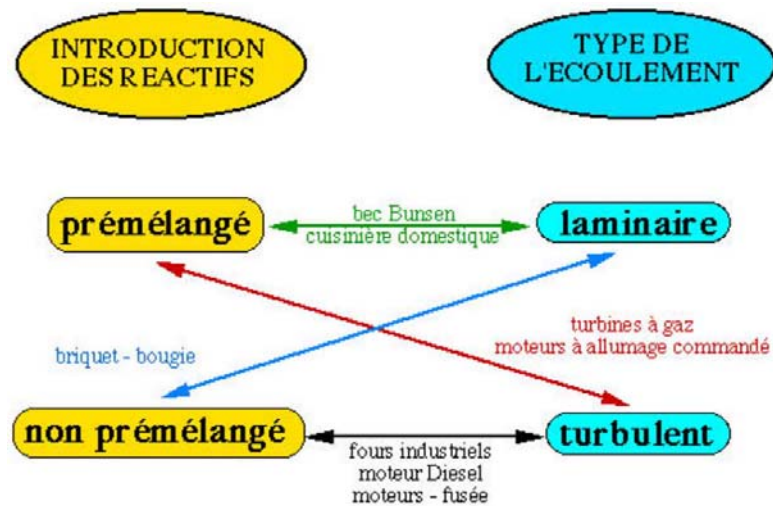 INTRODUCTION
DES REACTIFS
TYPE DE
L'ECOULEMENT
prémélangé
bec Bunsen
cuisinière domestique
laminaire
turbines à gaz
moteurs à allumage commandé
briquet - bougie
non prémélangé
fours industriels
moteur Diesel
moteurs - fusée
turbulent